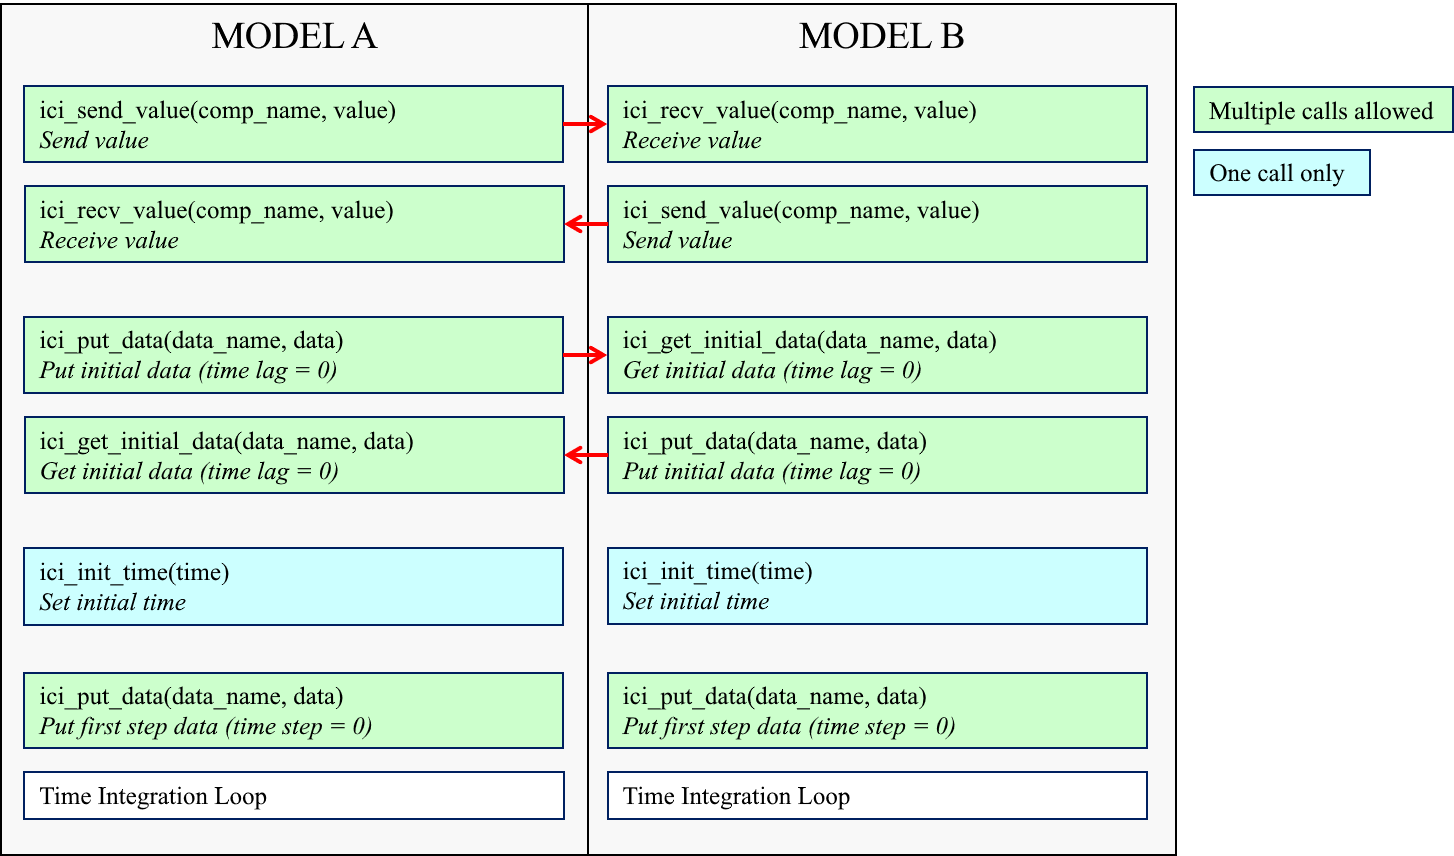 MODEL A
ici_send_value(comp_name, value)
Send value
ici_recv_value(comp_name, value)
Receive value
ici_put_data(data_name, data)
Put initial data (time lag = 0)
ici_get_initial_data(data_name, data)
Get initial data (time lag = 0)
ici_init_time(time)
Set initial time
ici_put_data(data_name, data)
Put first step data (time step = 0)
Time Integration Loop
MODEL B
ici_recv_value(comp_name, value)
Receive value
ici_send_value(comp_name, value)
Send value
ici_get_initial_data(data_name, data)
Get initial data (time lag = 0)
ici_put_data(data_name, data)
Put initial data (time lag = 0)
ici_init_time(time)
Set initial time
ici_put_data(data_name, data)
Put first step data (time step = 0)
Time Integration Loop
Multiple calls allowed
One call only